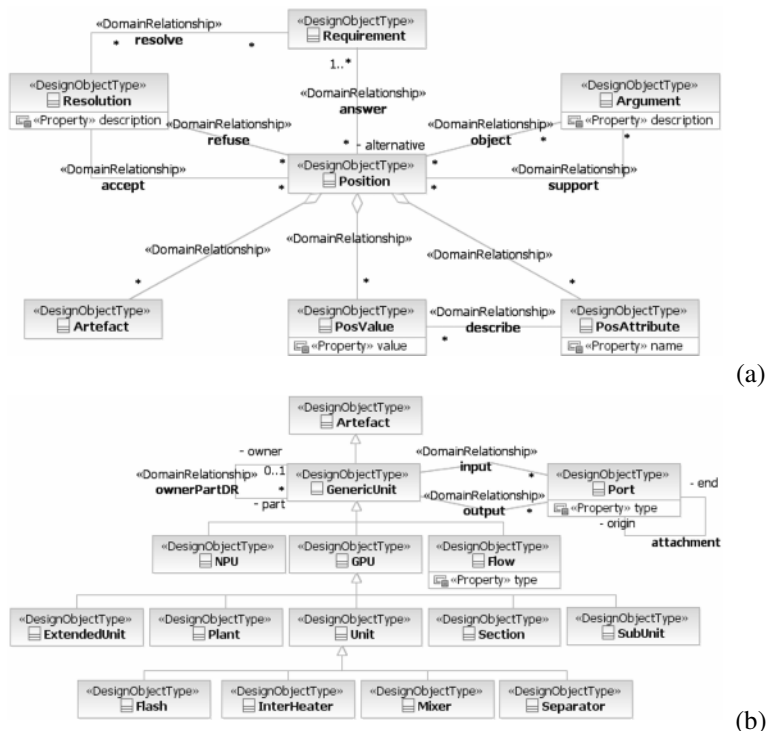 «DomainRelationship»
resolve
*
*
«DesignObjectType»
Requirement
1..*
«DesignObjectType»
Resolution
«Property» description
«DomainRelationship»
answer
«DesignObjectType»
Argument
«Property» description
«DomainRelationship»
refuse
*
* - alternative
«DomainRelationship»
object
*
*
*
«DomainRelationship»
accept
*
«DesignObjectType»
Position
*
«DomainRelationship»
support
«DomainRelationship»
*
«DomainRelationship»
*
«DomainRelationship»
*
«DesignObjectType»
Artefact
«DesignObjectType»
PosValue
«Property» value
«DomainRelationship»
describe
*
«DesignObjectType»
PosAttribute
«Property» name
(a)
«DesignObjectType»
Artefact
- owner
0..1
«DomainRelationship»
ownerPartDR
*
- part
«DesignObjectType»
GenericUnit
«DomainRelationship»
input
*
«DomainRelationship»
output
*
«DesignObjectType»
Port
«Property» type
- end
- origin
attachment
«DesignObjectType»
NPU
«DesignObjectType»
GPU
«DesignObjectType»
Flow
«Property» type
«DesignObjectType»
ExtendedUnit
«DesignObjectType»
Plant
«DesignObjectType»
Unit
«DesignObjectType»
Section
«DesignObjectType»
SubUnit
«DesignObjectType»
Flash
«DesignObjectType»
InterHeater
«DesignObjectType»
Mixer
«DesignObjectType»
Separator
(b)